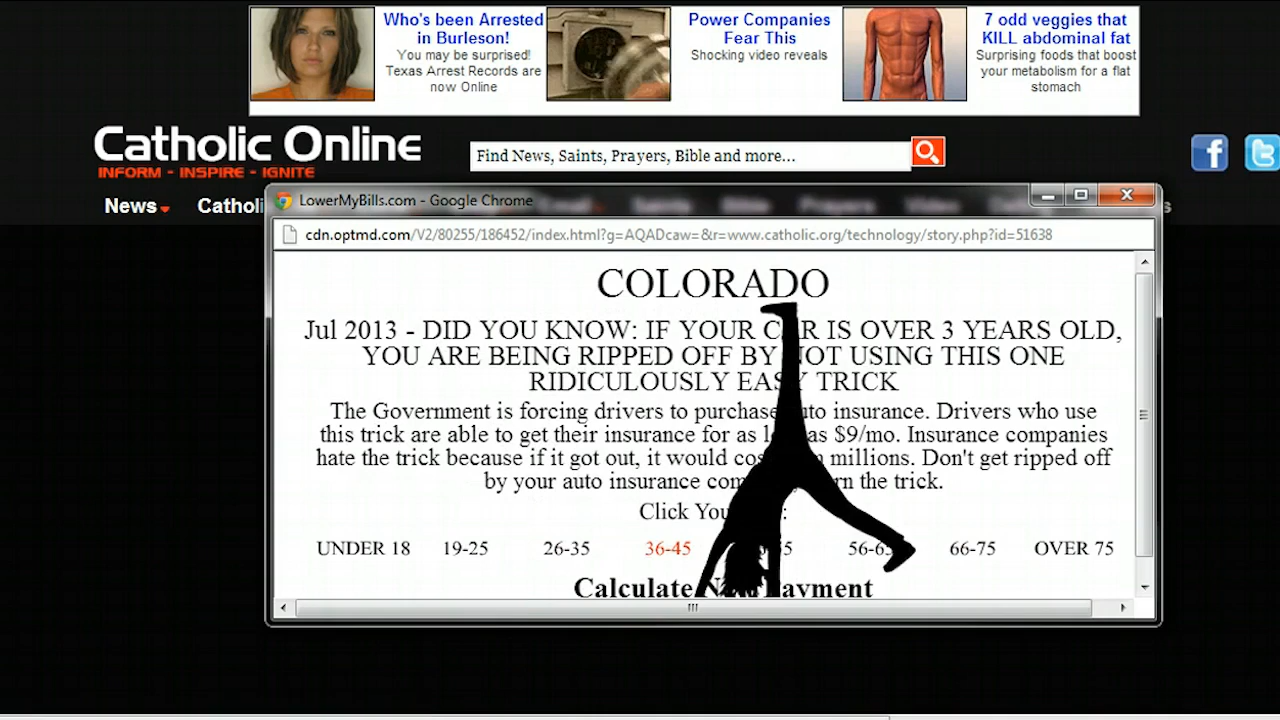 Who's been Arrested
in Burleson!
You may be surprised!
Texas Arrest Records are
now Online
Power Companies
Fear This
Shocking video reveals
7 odd veggies that
KILL abdominal fat
Surprising foods that boost
your metabolism for a flat
stomach
Catholic Online
INFORM - INSPIRE - IGNITE
Find News, Saints, Prayers, Bible and more...
f
t
News
LowerMyBills.com - Google Chrome
cdn.optmd.com/V2/80255/186452/index.html?g=AQADcaw=&r=www.catholic.org/technology/story.php?id=51638
COLORADO
Jul 2013 - DID YOU KNOW: IF YOUR CAR IS OVER 3 YEARS OLD,
YOU ARE BEING RIPPED OFF BY NOT USING THIS ONE
RIDICULOUSLY EASY TRICK
The Government is forcing drivers to purchase auto insurance. Drivers who use
this trick are able to get their insurance for as low as $9/mo. Insurance companies
hate the trick because if it got out, it would cost millions. Don't get ripped off
by your auto insurance the trick.
Click
UNDER 18 19-25 26-35 36-45 56-65 66-75 OVER 75
Calculate Payment